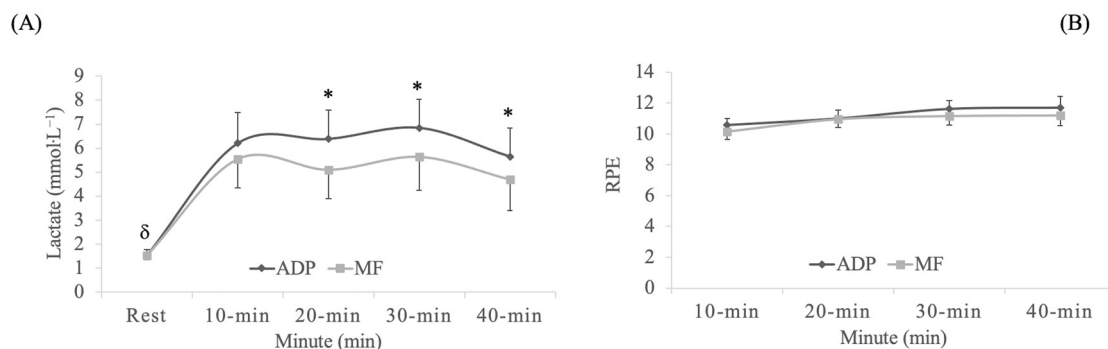 (A)
(B)
Lactate (mmol·L⁻¹)
9
8
7
6
5
4
3
2
1
0
δ
*
*
*
ADP
MF
Rest
10-min
20-min
30-min
40-min
Minute (min)
RPE
14
12
10
8
6
4
2
0
ADP
MF
10-min
20-min
30-min
40-min
Minute (min)